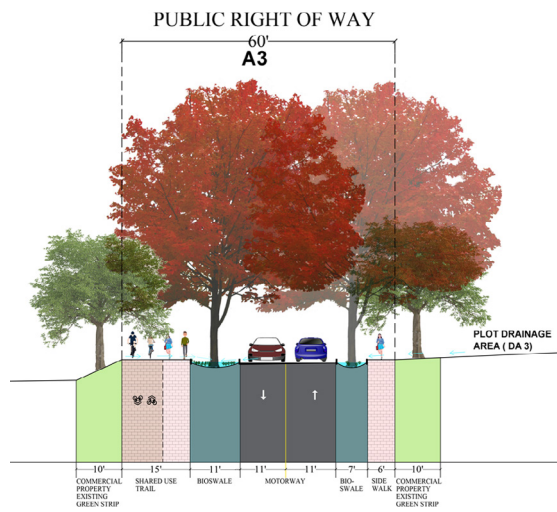 PUBLIC RIGHT OF WAY
60'
A3
PLOT DRAINAGE
AREA ( DA 3 )
10'
15'
11'
11'
11'
7'
6'
10'
COMMERCIAL
PROPERTY
EXISTING
GREEN STRIP
SHARED USE
TRAIL
BIOSWALE
MOTORWAY
BIO-
SWALE
SIDE
WALK
COMMERCIAL
PROPERTY
EXISTING
GREEN STRIP